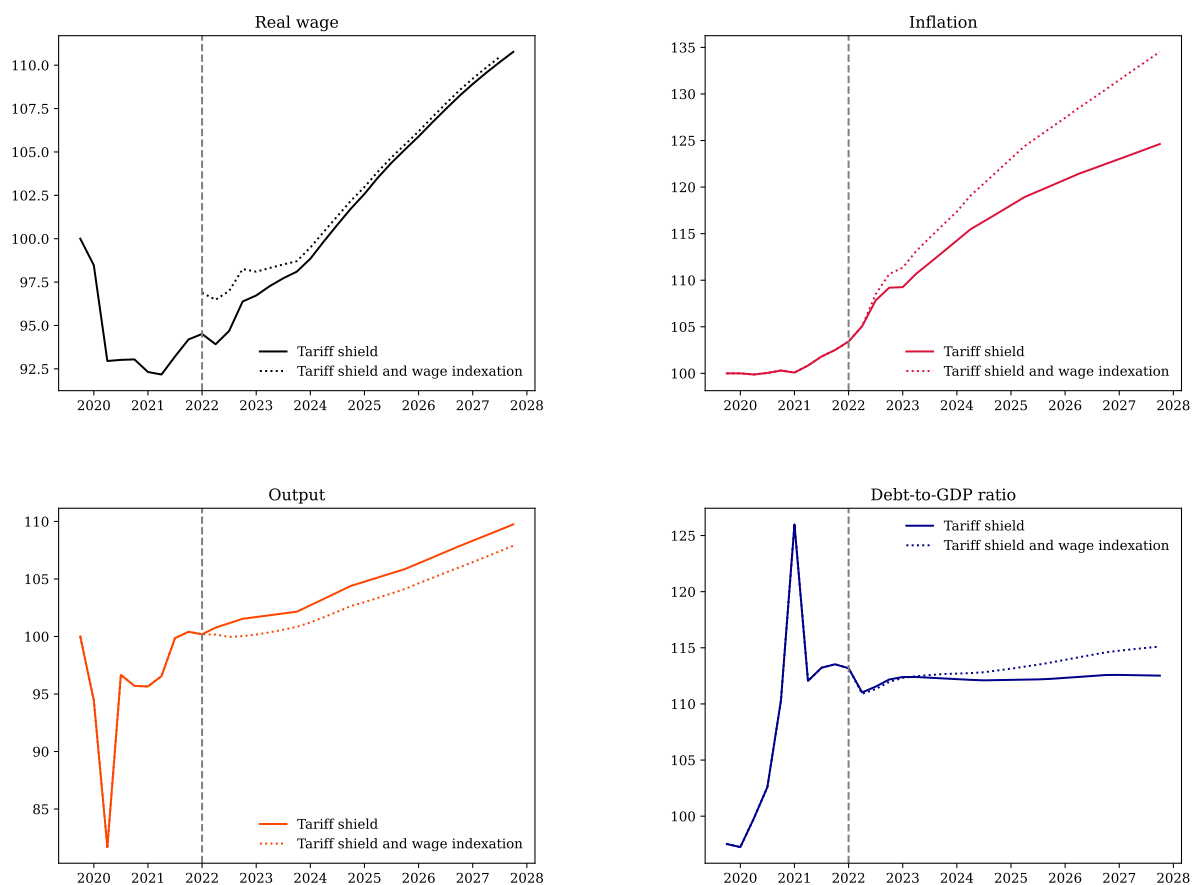 Real wage
110.0
107.5
105.0
102.5
100.0
97.5
95.0
92.5
Tariff shield
Tariff shield and wage indexation
2020 2021 2022 2023 2024 2025 2026 2027 2028
Inflation
135
130
125
120
115
110
105
100
Tariff shield
Tariff shield and wage indexation
2020 2021 2022 2023 2024 2025 2026 2027 2028
Output
110
105
100
95
90
85
Tariff shield
Tariff shield and wage indexation
2020 2021 2022 2023 2024 2025 2026 2027 2028
Debt-to-GDP ratio
125
120
115
110
105
100
Tariff shield
Tariff shield and wage indexation
2020 2021 2022 2023 2024 2025 2026 2027 2028